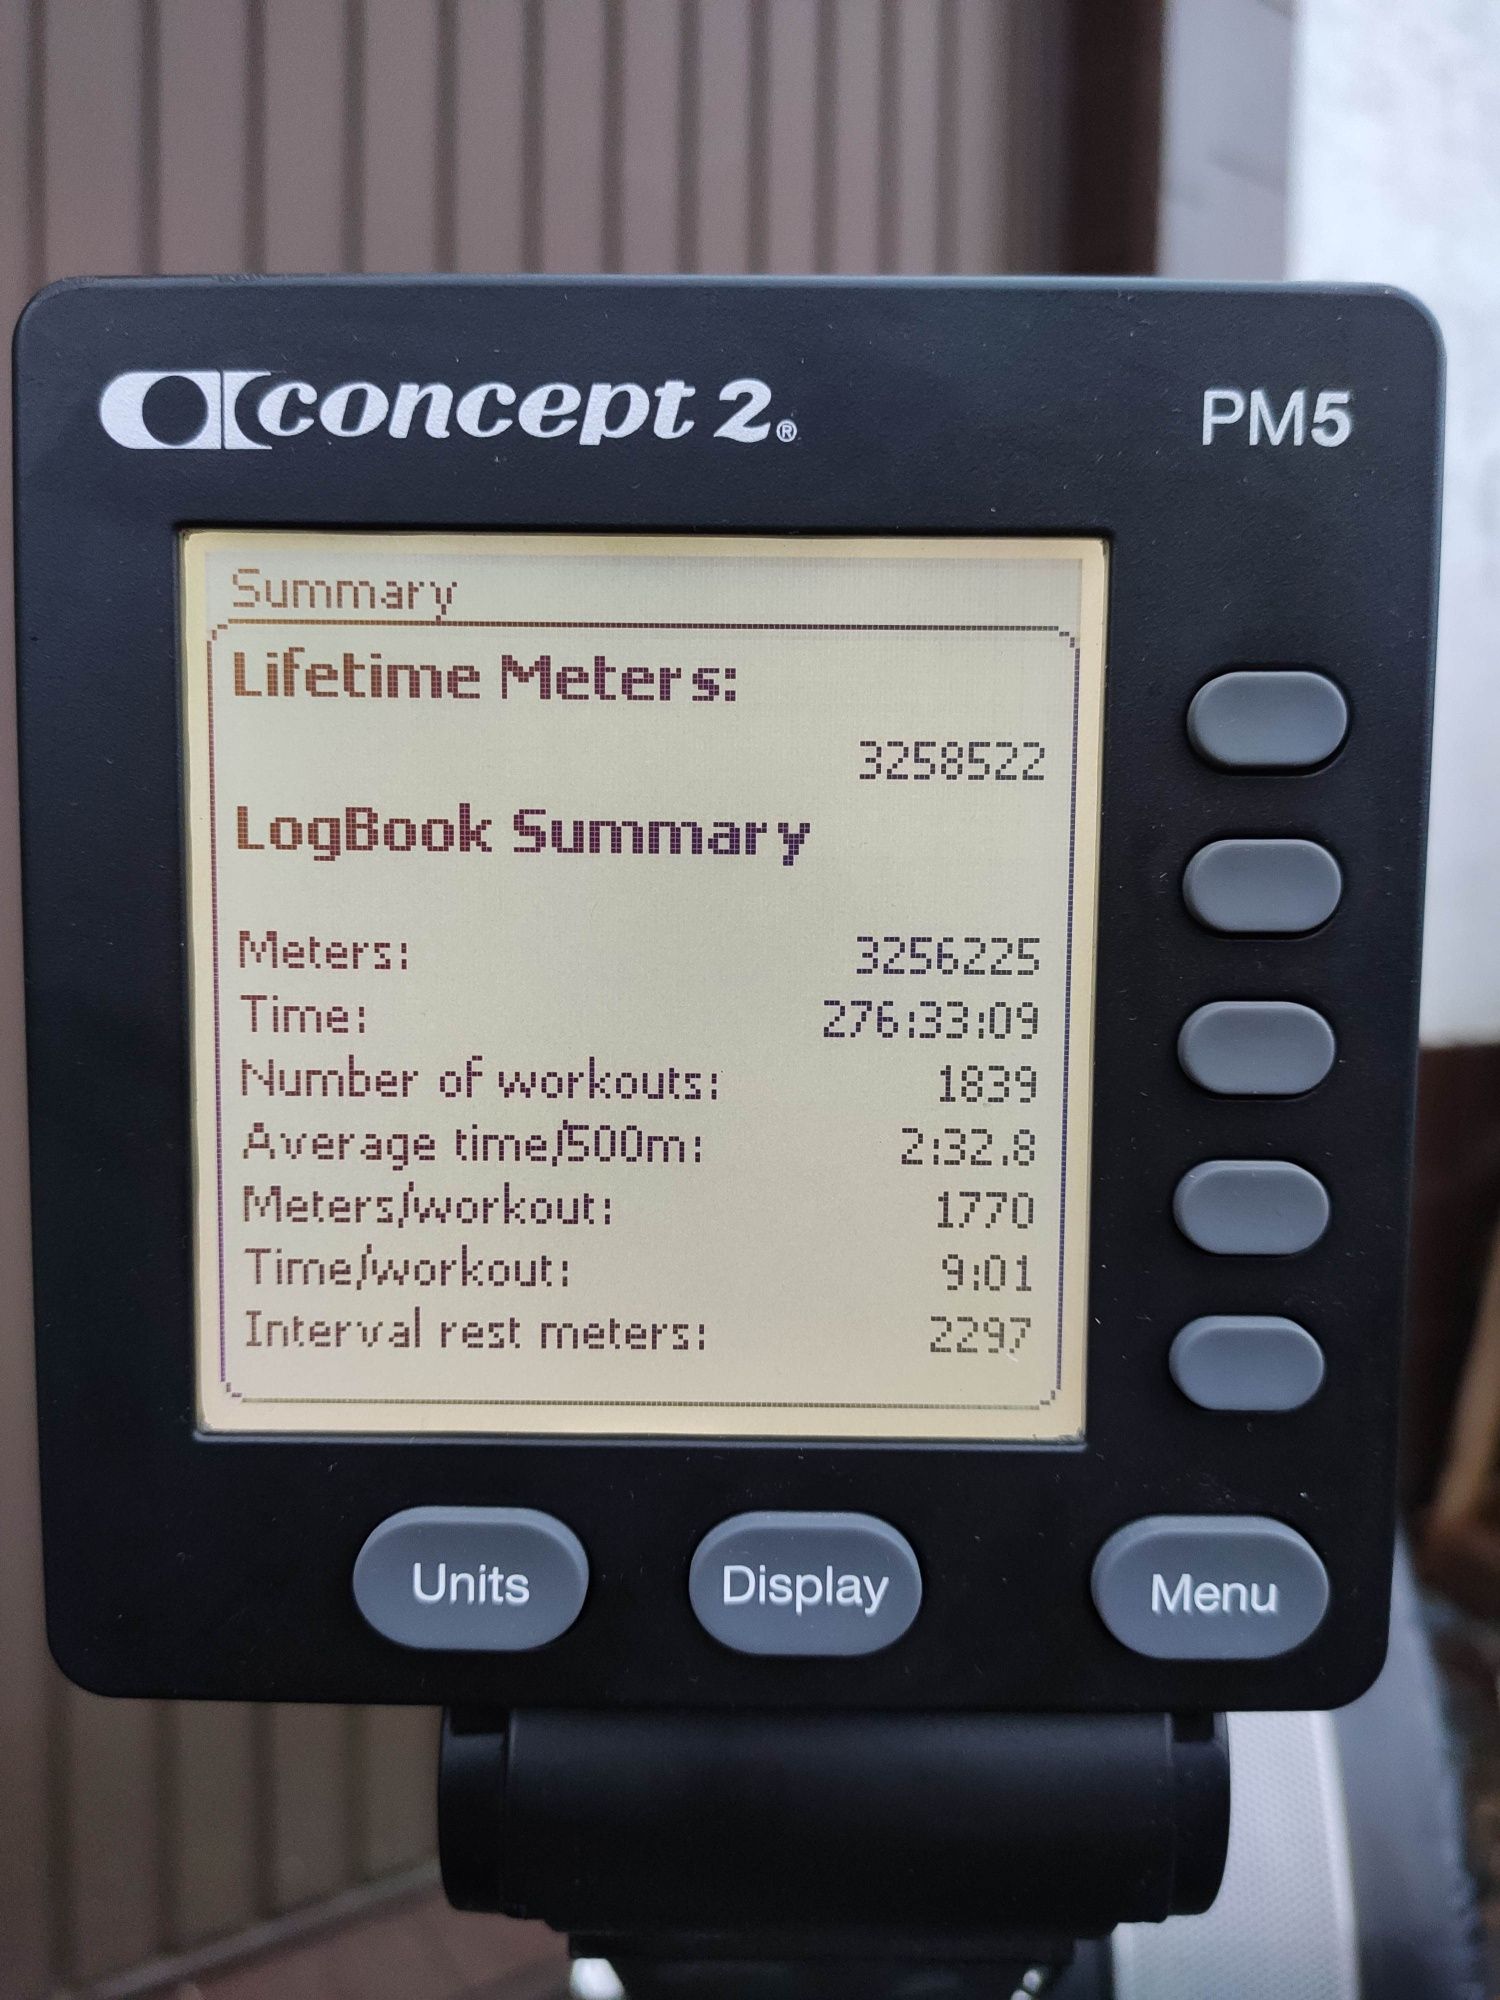 concept 2® PM5
Summary
Lifetime Meters:
3258522
LogBook Summary
Meters: 3256225
Time: 276:33:09
Number of workouts: 1839
Average time/500m: 2:32.8
Meters/workout: 1770
Time/workout: 9:01
Interval rest meters: 2297
Units Display Menu